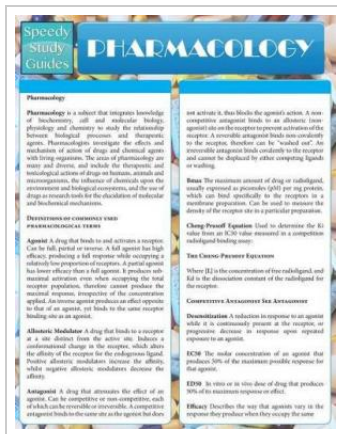 Speedy
Study
Guides
PHARMACOLOGY
Pharmacology
Pharmacology is a subject that integrates knowledge
of biochemistry, cell and molecular biology,
physiology and chemistry to study the relationship
between biological processes and therapeutic
agents. Pharmacologists investigate the effects and
mechanism of action of drugs and chemical agents
with living organisms. The areas of pharmacology are
many and diverse, and include the therapeutic and
toxicological actions of drugs on humans, animals and
microorganisms, the influence of chemicals upon the
environment and biological ecosystems, and the use of
drugs as research tools for the elucidation of molecular
and biochemical mechanisms.
DEFINITIONS OF COMMONLY USED
PHARMACOLOGICAL TERMS
Agonist A drug that binds to and activates a receptor.
Can be full, partial or inverse. A full agonist has high
efficacy, producing a full response while occupying a
relatively low proportion of receptors. A partial agonist
has lower efficacy than a full agonist. It produces sub-
maximal activation even when occupying the total
receptor population, therefore cannot produce the
maximal response, irrespective of the concentration
applied. An inverse agonist produces an effect opposite
to that of an agonist, yet binds to the same receptor
binding-site as an agonist.
Allosteric Modulator A drug that binds to a receptor
at a site distinct from the active site. Induces a
conformational change in the receptor, which alters
the affinity of the receptor for the endogenous ligand.
Positive allosteric modulators increase the affinity,
whilst negative allosteric modulators decrease the
affinity.
Antagonist A drug that attenuates the effect of an
agonist. Can be competitive or non-competitive, each
of which can be reversible or irreversible. A competitive
antagonist binds to the same site as the agonist but does
not activate it, thus blocks the agonist's action. A non-
competitive antagonist binds to an allosteric (non-
agonist) site on the receptor to prevent activation of the
receptor. A reversible antagonist binds non-covalently
to the receptor, therefore can be "washed out". An
irreversible antagonist binds covalently to the receptor
and cannot be displaced by either competing ligands
or washing.
Bmax The maximum amount of drug or radioligand,
usually expressed as picomoles (pM) per mg protein,
which can bind specifically to the receptors in a
membrane preparation. Can be used to measure the
density of the receptor site in a particular preparation.
Cheng-Prusoff Equation Used to determine the Ki
value from an IC50 value measured in a competition
radioligand binding assay:
THE CHENG-PRUSOFF EQUATION
Where [L] is the concentration of free radioligand, and
Kd is the dissociation constant of the radioligand for
the receptor.
COMPETITIVE ANTAGONIST SEE ANTAGONIST
Desensitization A reduction in response to an agonist
while it is continuously present at the receptor, or
progressive decrease in response upon repeated
exposure to an agonist.
EC50 The molar concentration of an agonist that
produces 50% of the maximum possible response for
that agonist.
ED50 In vitro or in vivo dose of drug that produces
50% of its maximum response or effect.
Efficacy Describes the way that agonists vary in the
response they produce when they occupy the same